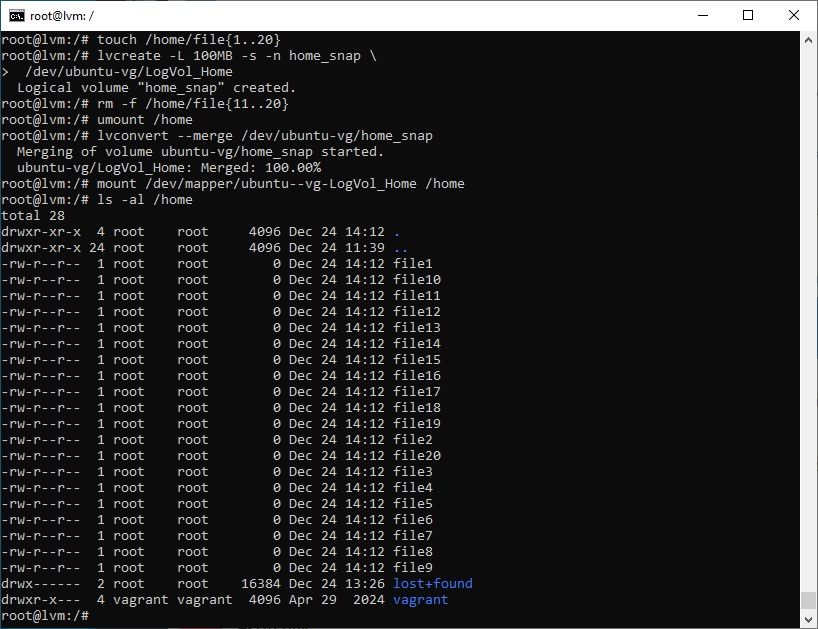 root@lvm: /
root@lvm:/# touch /home/file{1..20}
root@lvm:/# lvcreate -L 100MB -s -n home_snap \
>  /dev/ubuntu-vg/LogVol_Home
  Logical volume "home_snap" created.
root@lvm:/# rm -f /home/file{11..20}
root@lvm:/# umount /home
root@lvm:/# lvconvert --merge /dev/ubuntu-vg/home_snap
  Merging of volume ubuntu-vg/home_snap started.
  ubuntu-vg/LogVol_Home: Merged: 100.00%
root@lvm:/# mount /dev/mapper/ubuntu--vg-LogVol_Home /home
root@lvm:/# ls -al /home
total 28
drwxr-xr-x  4 root    root     4096 Dec 24 14:12 .
drwxr-xr-x 24 root    root     4096 Dec 24 11:39 ..
-rw-r--r--  1 root    root        0 Dec 24 14:12 file1
-rw-r--r--  1 root    root        0 Dec 24 14:12 file10
-rw-r--r--  1 root    root        0 Dec 24 14:12 file11
-rw-r--r--  1 root    root        0 Dec 24 14:12 file12
-rw-r--r--  1 root    root        0 Dec 24 14:12 file13
-rw-r--r--  1 root    root        0 Dec 24 14:12 file14
-rw-r--r--  1 root    root        0 Dec 24 14:12 file15
-rw-r--r--  1 root    root        0 Dec 24 14:12 file16
-rw-r--r--  1 root    root        0 Dec 24 14:12 file17
-rw-r--r--  1 root    root        0 Dec 24 14:12 file18
-rw-r--r--  1 root    root        0 Dec 24 14:12 file19
-rw-r--r--  1 root    root        0 Dec 24 14:12 file2
-rw-r--r--  1 root    root        0 Dec 24 14:12 file20
-rw-r--r--  1 root    root        0 Dec 24 14:12 file3
-rw-r--r--  1 root    root        0 Dec 24 14:12 file4
-rw-r--r--  1 root    root        0 Dec 24 14:12 file5
-rw-r--r--  1 root    root        0 Dec 24 14:12 file6
-rw-r--r--  1 root    root        0 Dec 24 14:12 file7
-rw-r--r--  1 root    root        0 Dec 24 14:12 file8
-rw-r--r--  1 root    root        0 Dec 24 14:12 file9
drwx------  2 root    root    16384 Dec 24 13:26 lost+found
drwxr-x---  4 vagrant vagrant  4096 Apr 29  2024 vagrant
root@lvm:/#